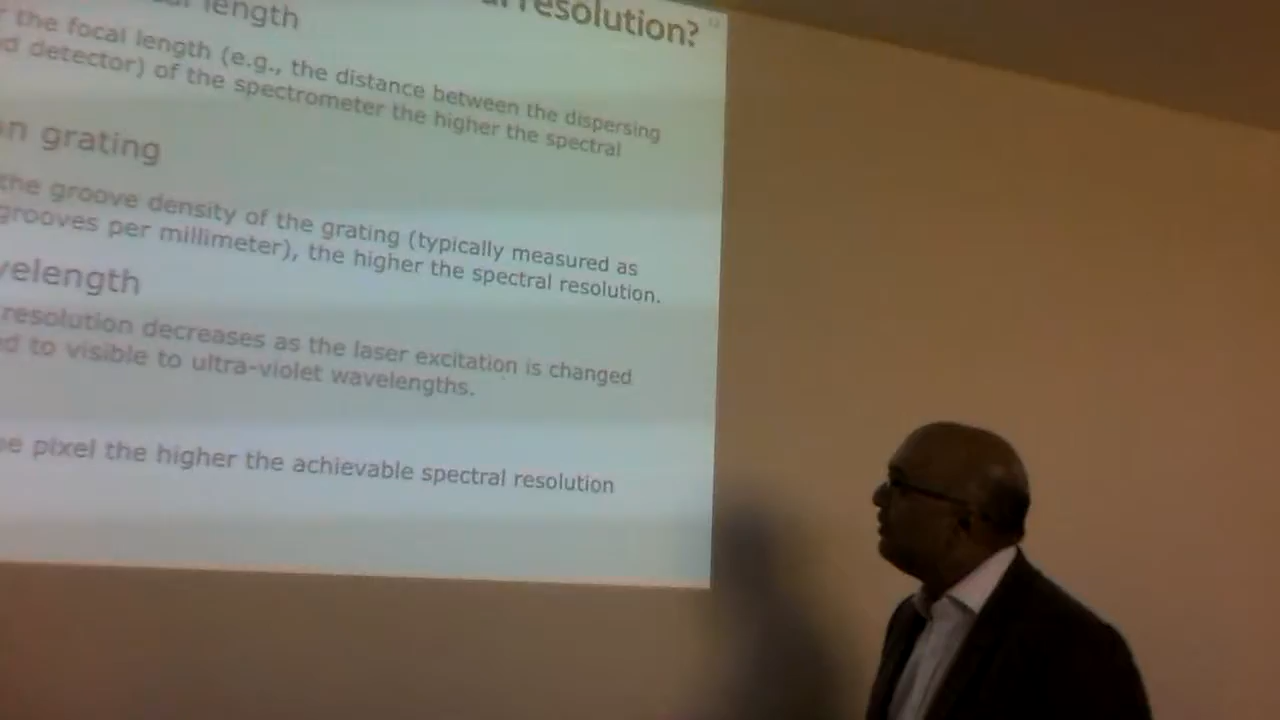 resolution?
length
the focal length (e.g., the distance between the dispersing
detector) of the spectrometer the higher the spectral
grating
the groove density of the grating (typically measured as
grooves per millimeter), the higher the spectral resolution.
velength
resolution decreases as the laser excitation is changed
ed to visible to ultra-violet wavelengths.
pixel the higher the achievable spectral resolution